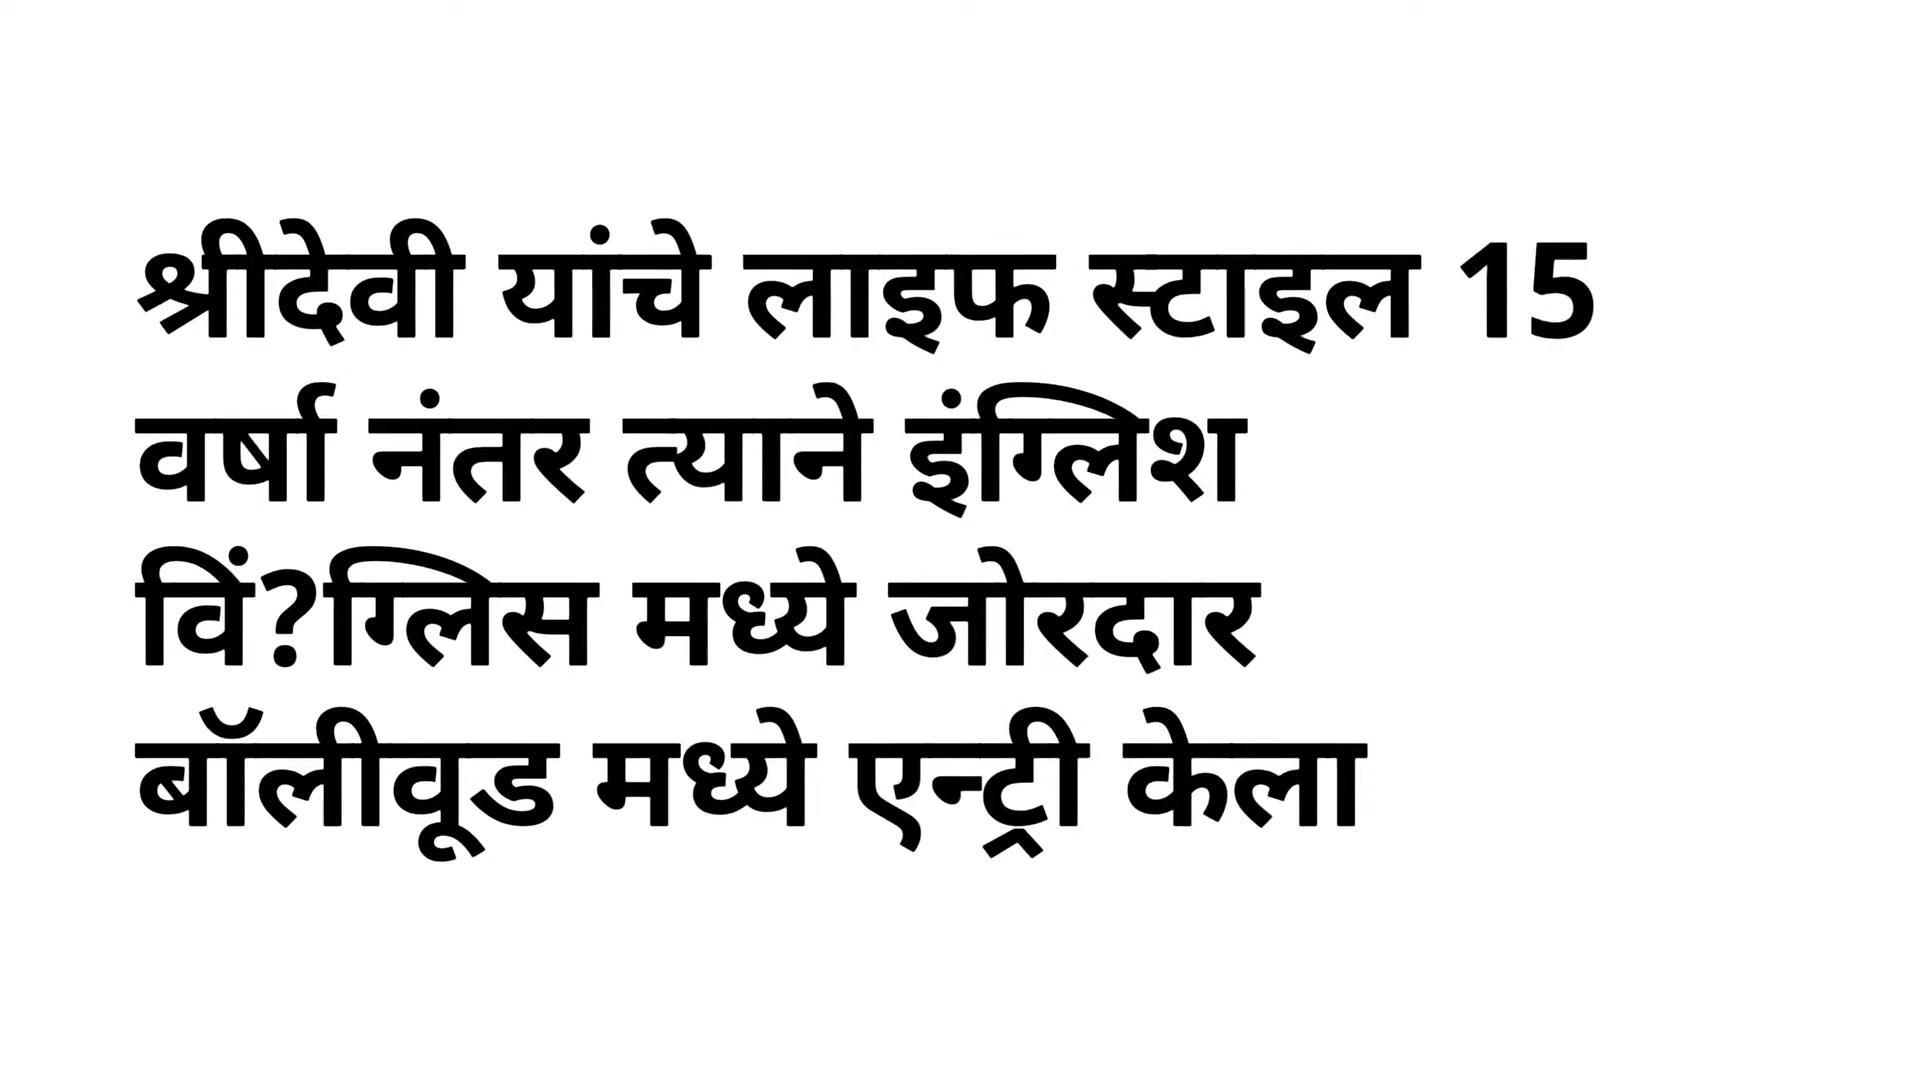 श्रीदेवी यांचे लाइफ स्टाइल 15
वर्षा नंतर त्याने इंग्लिश
विं?ग्लिस मध्ये जोरदार
बॉलीवूड मध्ये एन्ट्री केला